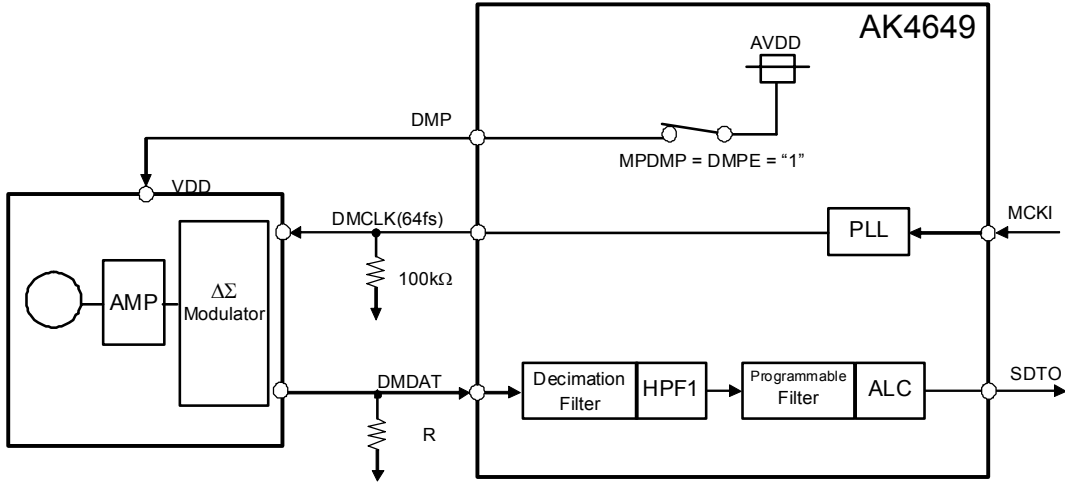 AK4649
AVDD
DMP
MPDMP = DMPE = “1”
VDD
DMCLK(64fs)
PLL
MCKI
100kΩ
AMP
ΔΣ
Modulator
DMDAT
Decimation
Filter
HPF1
Programmable
Filter
ALC
SDTO
R